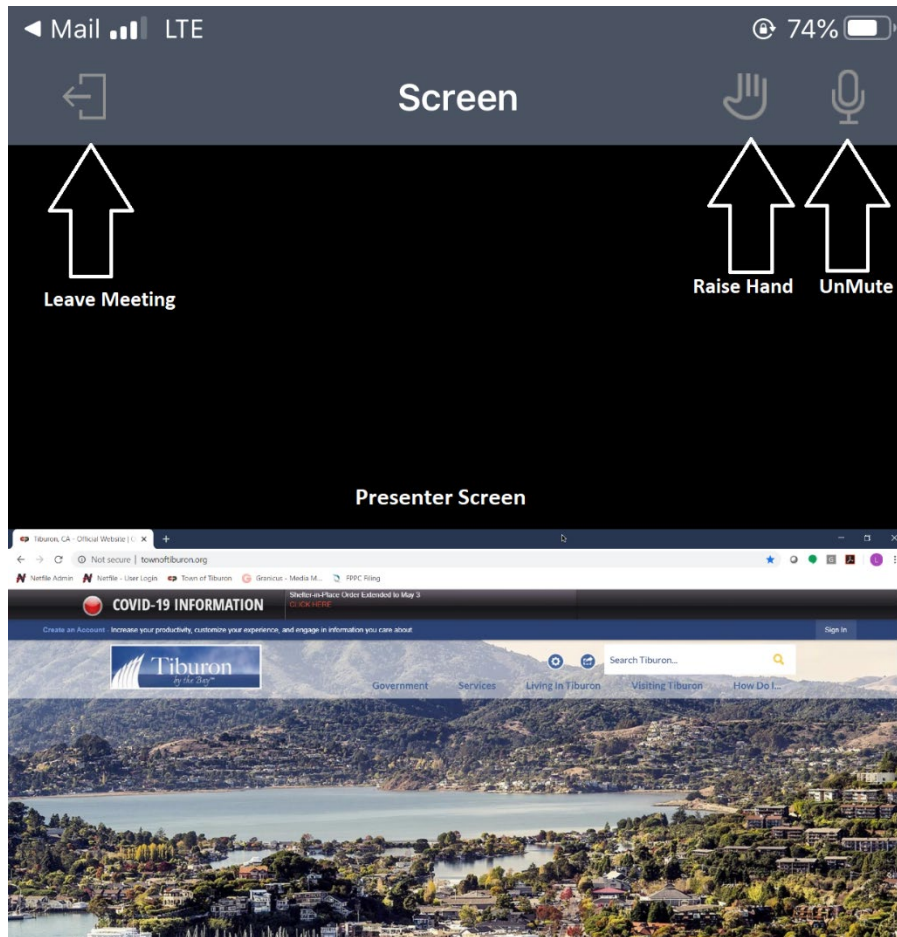 Mail LTE 74%
Screen
Leave Meeting
Raise Hand UnMute
Presenter Screen
Tiburon, CA - Official Website |
Not secure | townoftiburon.org
Netfile Admin Netfile - User Login Town of Tiburon Granicus - Media M... FPPC Filing
COVID-19 INFORMATION
Shelter-in-Place Order Extended to May 3
CLICK HERE
Create an Account - Increase your productivity, customize your experience, and engage in information you care about
Sign In
Tiburon
by the Bay
Search Tiburon...
Government Services Living In Tiburon Visiting Tiburon How Do I...